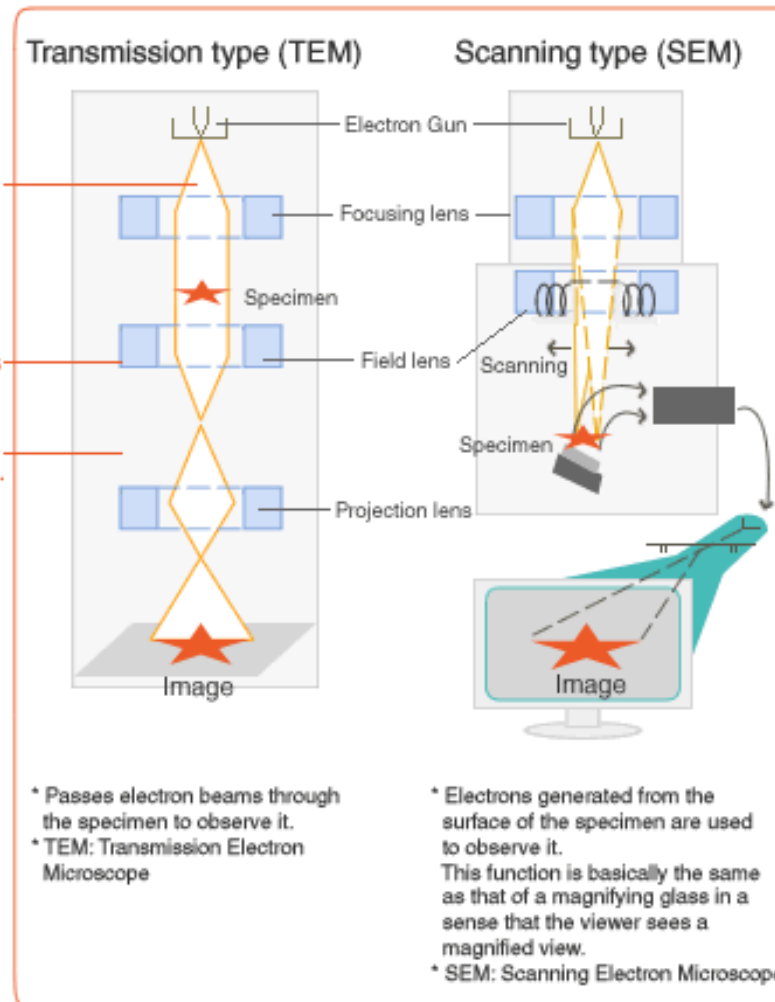 Transmission type (TEM)
Scanning type (SEM)
Electron Gun
Focusing lens
Specimen
Field lens
Scanning
Specimen
Projection lens
Image
Image
* Passes electron beams through
the specimen to observe it.
* TEM: Transmission Electron
Microscope
* Electrons generated from the
surface of the specimen are used
to observe it.
This function is basically the same
as that of a magnifying glass in a
sense that the viewer sees a
magnified view.
* SEM: Scanning Electron Microscope